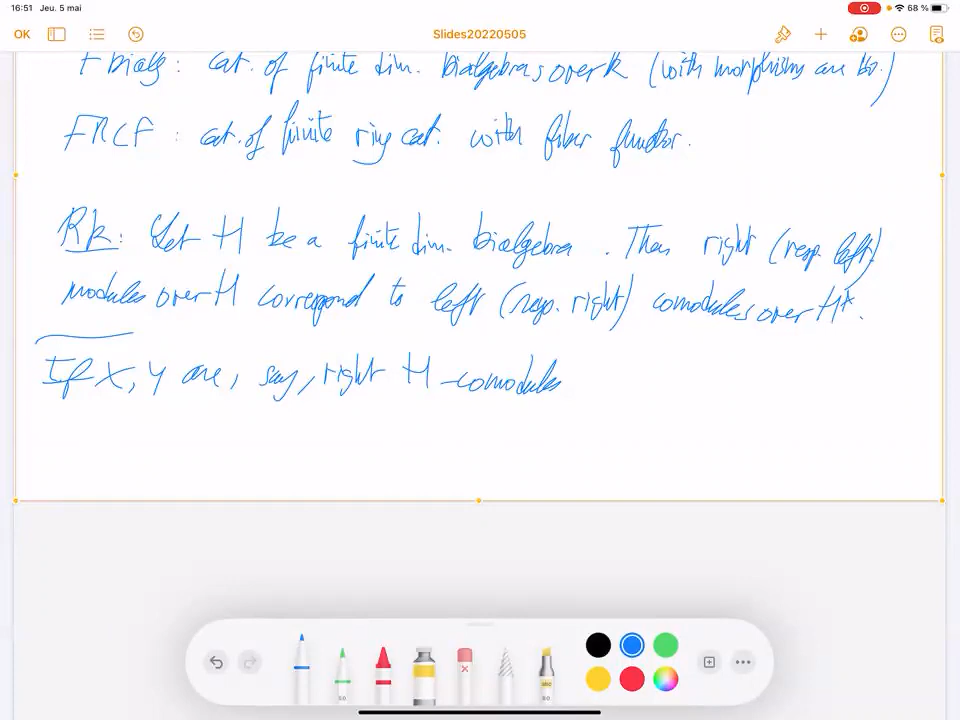 16:51 Jeu. 5 mai
68 %
OK
Slides20220505
FBialg : cat. of finite dim. bialgebras over k (with morphisms are
FRCF : cat. of finite ring cat. with fiber functor.
Rk: Let H be a finite dim. bialgebra. Then right (resp. left)
modules over H correspond to left (resp. right) comodules over H*.
If X, Y are, say, right H-comodules